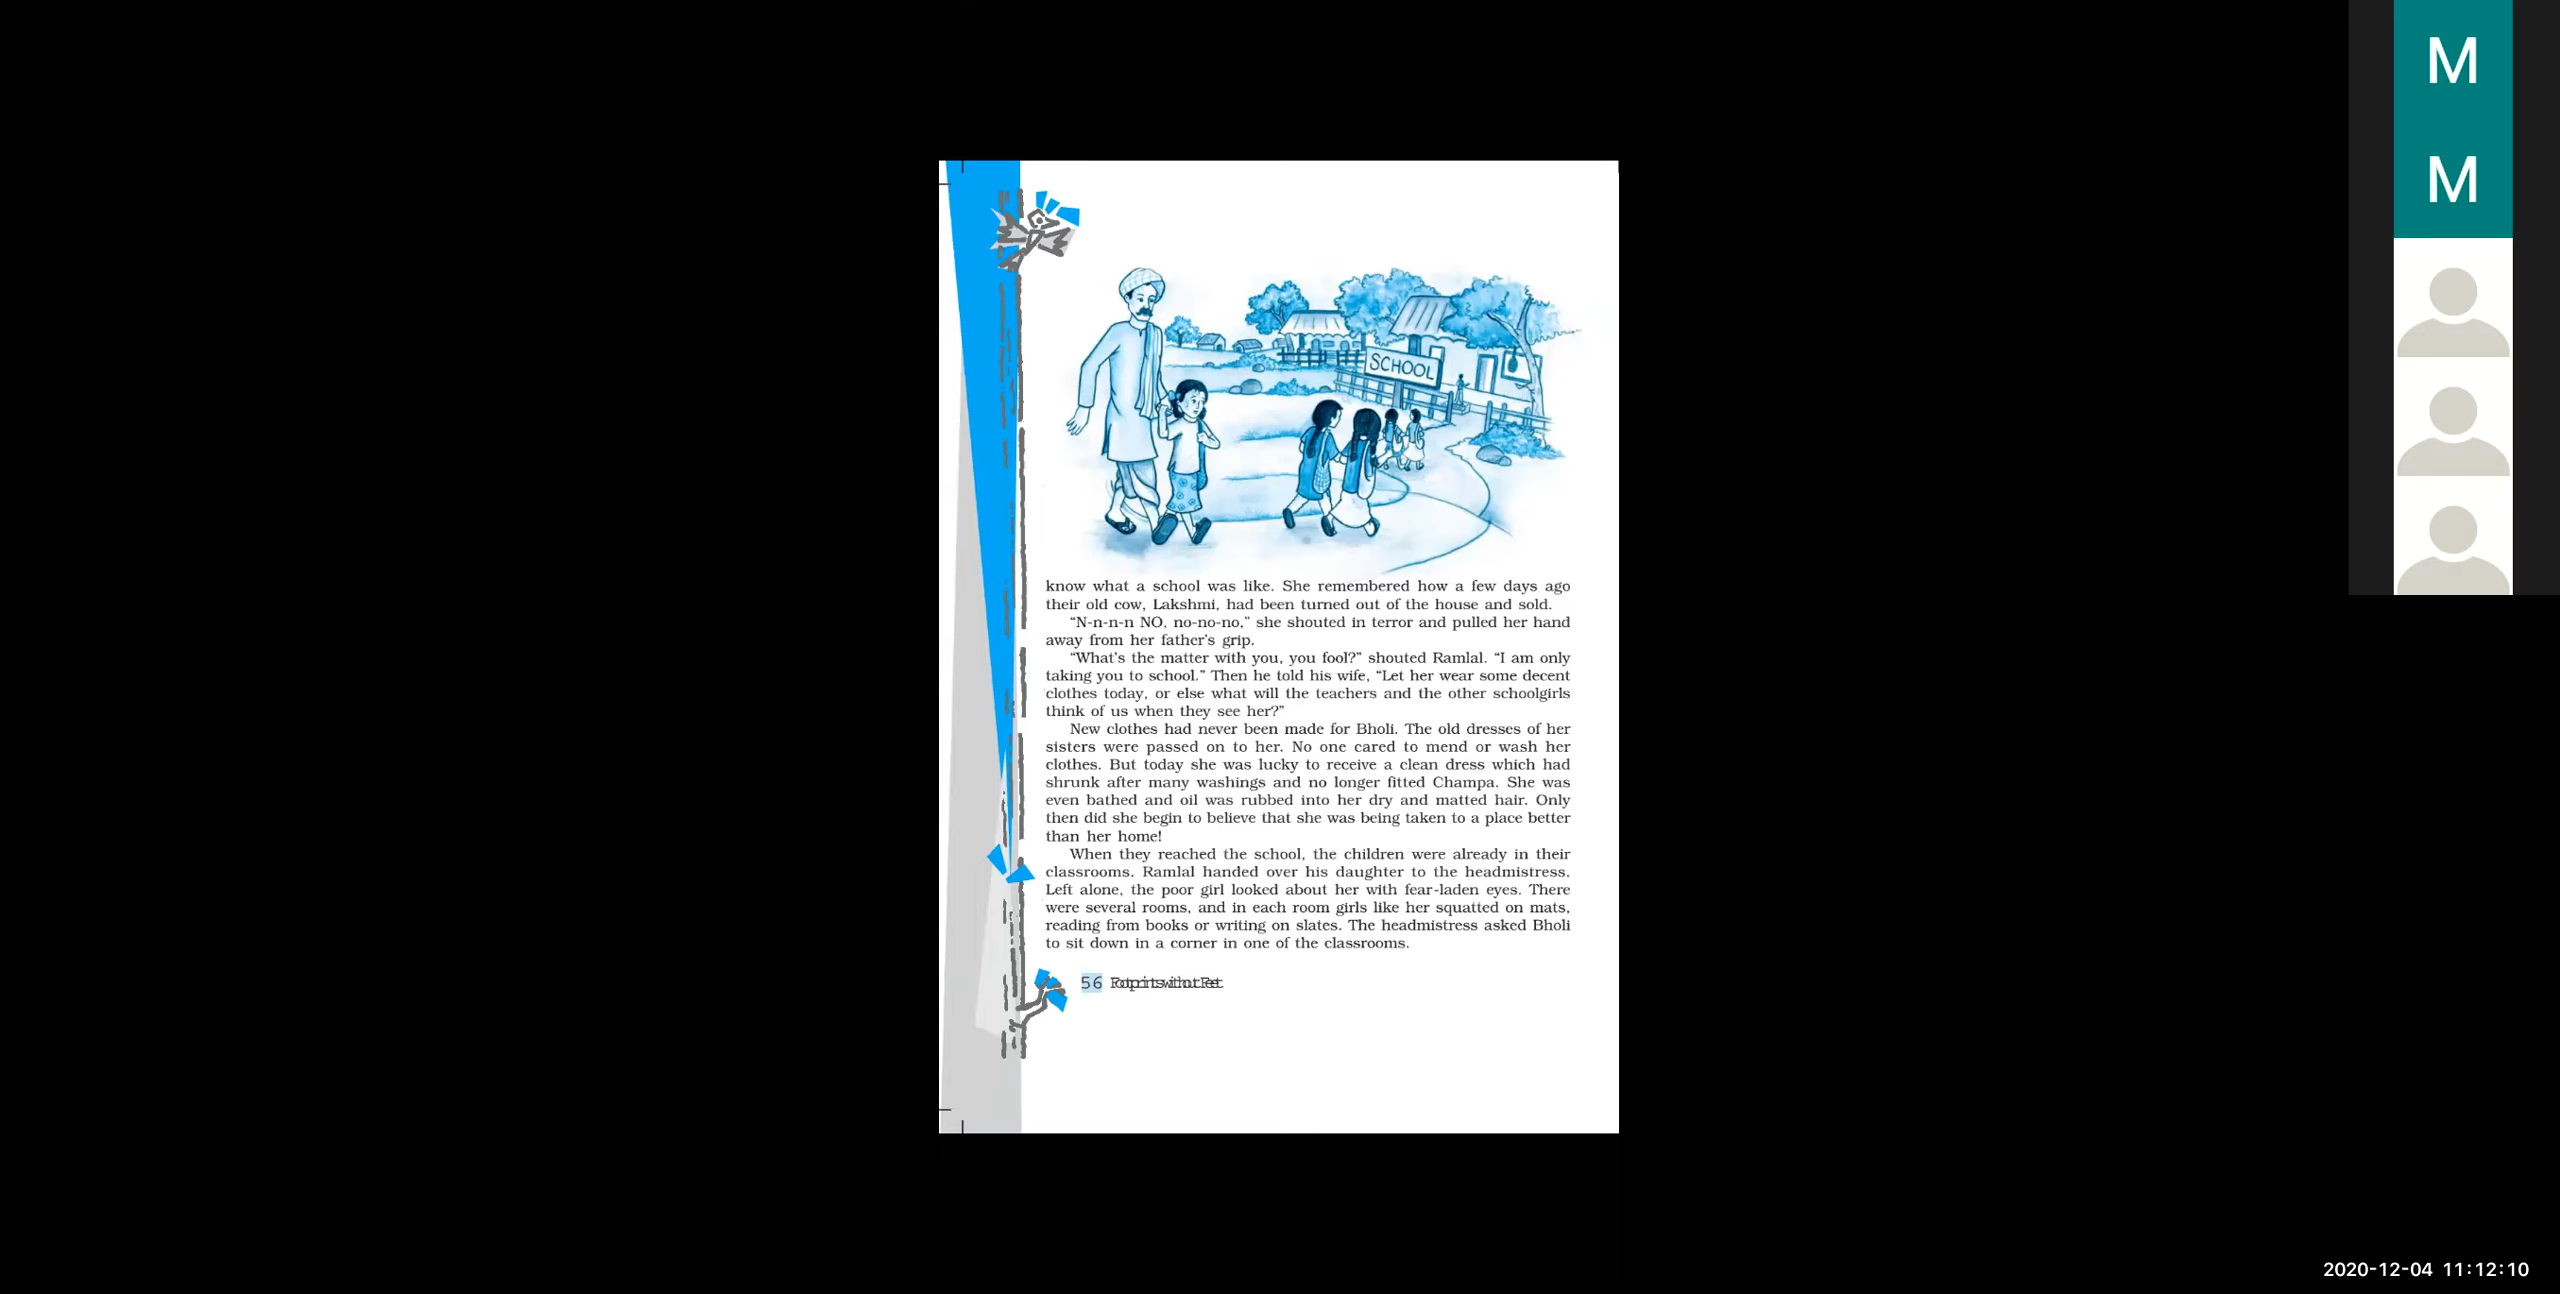 M
M
SCHOOL
know what a school was like. She remembered how a few days ago
their old cow, Lakshmi, had been turned out of the house and sold.
“N-n-n-n NO, no-no-no,” she shouted in terror and pulled her hand
away from her father’s grip.
“What’s the matter with you, you fool?” shouted Ramlal. “I am only
taking you to school.” Then he told his wife, “Let her wear some decent
clothes today, or else what will the teachers and the other schoolgirls
think of us when they see her?”
New clothes had never been made for Bholi. The old dresses of her
sisters were passed on to her. No one cared to mend or wash her
clothes. But today she was lucky to receive a clean dress which had
shrunk after many washings and no longer fitted Champa. She was
even bathed and oil was rubbed into her dry and matted hair. Only
then did she begin to believe that she was being taken to a place better
than her home!
When they reached the school, the children were already in their
classrooms. Ramlal handed over his daughter to the headmistress.
Left alone, the poor girl looked about her with fear-laden eyes. There
were several rooms, and in each room girls like her squatted on mats,
reading from books or writing on slates. The headmistress asked Bholi
to sit down in a corner in one of the classrooms.
56 Footprints without Feet
2020-12-04 11:12:10